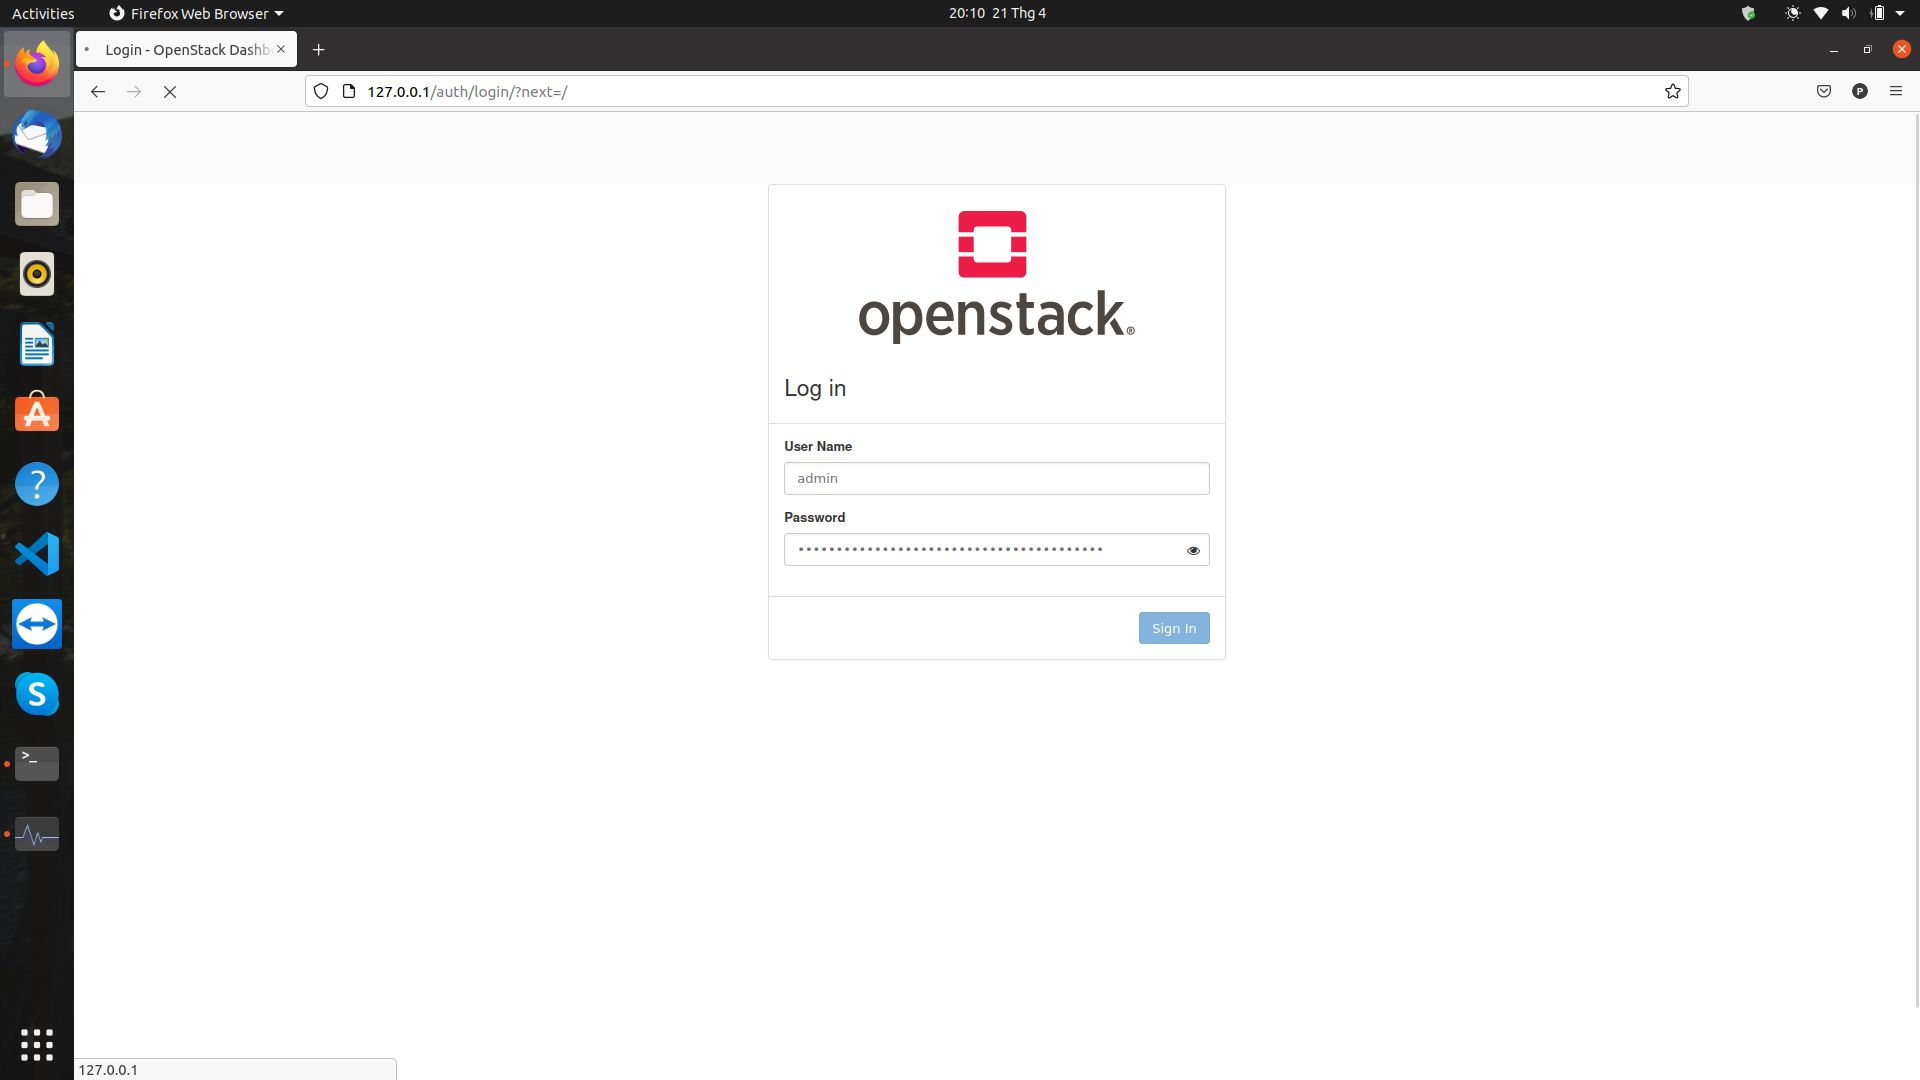 Activities
Firefox Web Browser
20:10 21 Thg 4
Login - OpenStack Dashb
127.0.0.1/auth/login/?next=/
openstack®
Log in
User Name
admin
Password
••••••••••••••••••••••••••••••••••••••••
Sign In
127.0.0.1